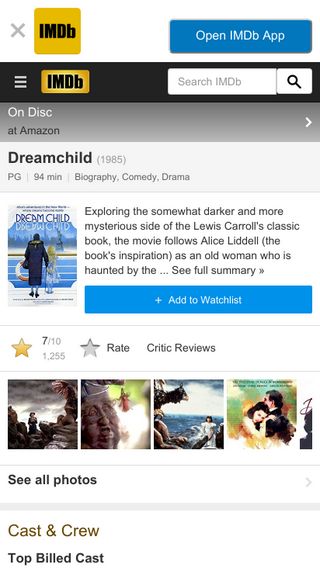 IMDb
Open IMDb App
IMDb
Search IMDb
On Disc
at Amazon
Dreamchild (1985)
PG | 94 min | Biography, Comedy, Drama
DREAMCHILD
Exploring the somewhat darker and more
mysterious side of the Lewis Carroll's classic
book, the movie follows Alice Liddell (the
book's inspiration) as an old woman who is
haunted by the ... See full summary »
+ Add to Watchlist
7/10
1,255
Rate
Critic Reviews
See all photos
Cast & Crew
Top Billed Cast